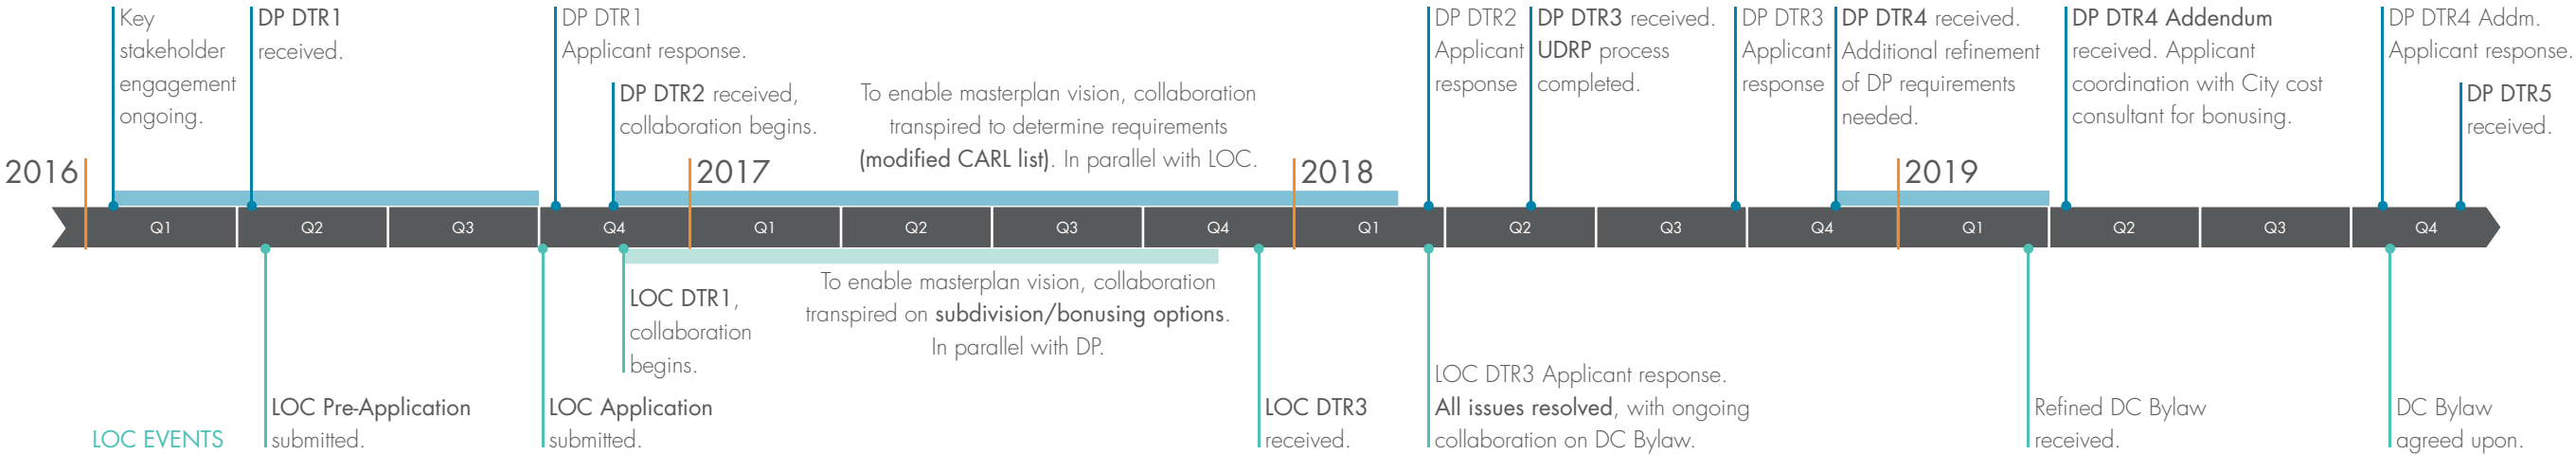 Key
stakeholder
engagement
ongoing.
DP DTR1
received.
DP DTR1
Applicant response.
DP DTR2 received,
collaboration begins.
To enable masterplan vision, collaboration
transpired to determine requirements
(modified CARL list). In parallel with LOC.
DP DTR2
Applicant
response
DP DTR3 received.
UDRP process
completed.
DP DTR3
Applicant
response
DP DTR4 received.
Additional refinement
of DP requirements
needed.
DP DTR4 Addendum
received. Applicant
coordination with City cost
consultant for bonusing.
DP DTR4 Addm.
Applicant response.
DP DTR5
received.
2016
2017
2018
2019
Q1 Q2 Q3 Q4 Q1 Q2 Q3 Q4 Q1 Q2 Q3 Q4 Q1 Q2 Q3 Q4
LOC EVENTS
LOC Pre-Application
submitted.
LOC Application
submitted.
LOC DTR1,
collaboration
begins.
To enable masterplan vision, collaboration
transpired on subdivision/bonusing options.
In parallel with DP.
LOC DTR3
received.
LOC DTR3 Applicant response.
All issues resolved, with ongoing
collaboration on DC Bylaw.
Refined DC Bylaw
received.
DC Bylaw
agreed upon.